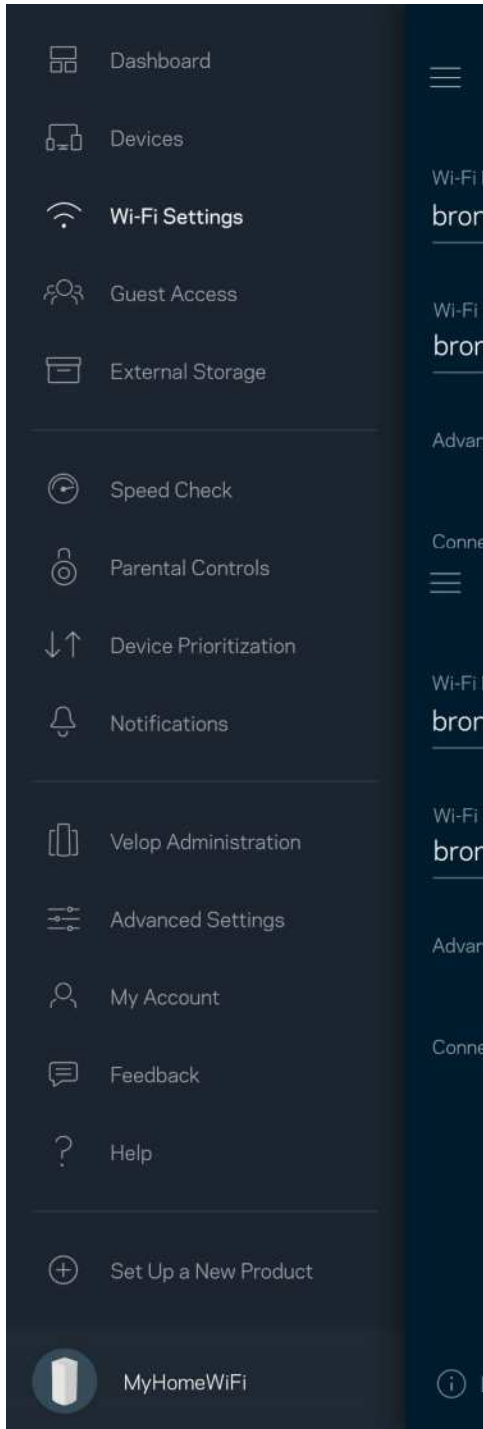 Dashboard
Devices
Wi-Fi Settings
Guest Access
External Storage
Speed Check
Parental Controls
Device Prioritization
Notifications
Velop Administration
Advanced Settings
My Account
Feedback
Help
Set Up a New Product
MyHomeWiFi
Wi-Fi
bron
Wi-Fi
bron
Advan
Conne
Wi-Fi
bron
Wi-Fi
bron
Advan
Conne